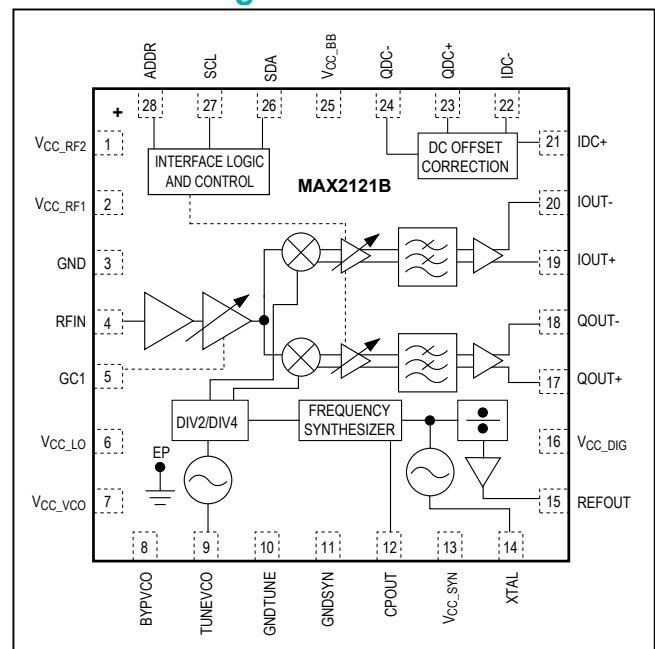 ADDR
SCL
SDA
VCC_BB
QDC-
QDC+
IDC-
+
28
27
26
25
24
23
22
VCC_RF2
1
INTERFACE LOGIC
AND CONTROL
MAX2121B
DC OFFSET
CORRECTION
21
IDC+
VCC_RF1
2
20
IOUT-
GND
3
19
IOUT+
RFIN
4
18
QOUT-
GC1
5
17
QOUT+
DIV2/DIV4
FREQUENCY
SYNTHESIZER
VCC_LO
6
EP
16
VCC_DIG
VCC_VCO
7
15
REFOUT
8
9
10
11
12
13
14
BYPVCO
TUNEVCO
GNDTUNE
GNDSYN
CPOUT
VCC_SYN
XTAL